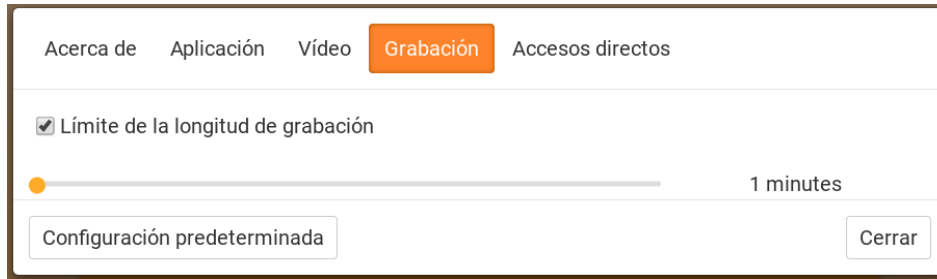 Acerca de Aplicación Vídeo Grabación Accesos directos
Límite de la longitud de grabación
1 minutes
Configuración predeterminada Cerrar